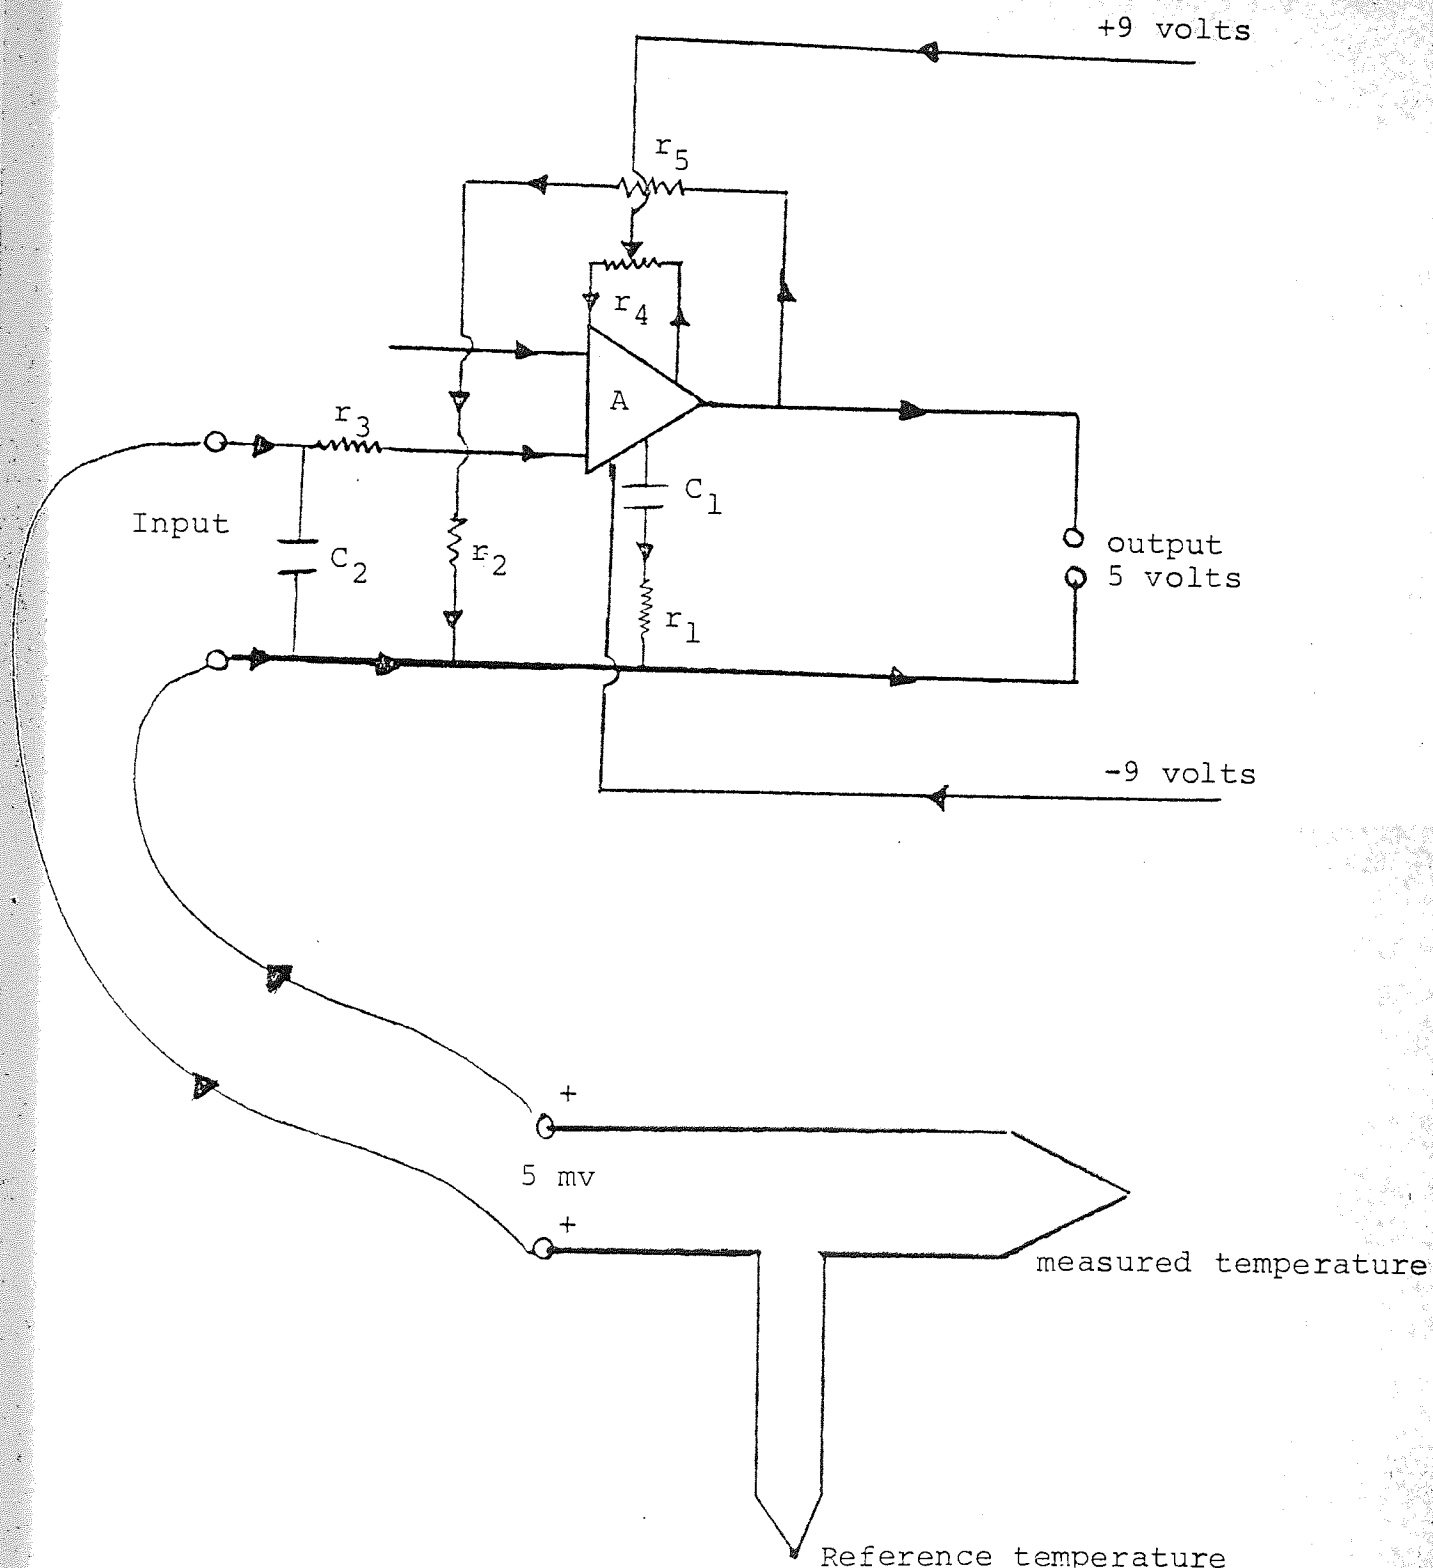 +9 volts
r5
r4
A
r3
C1
Input
output
C2
r2
5 volts
r1
-9 volts
+
5 mv
+
measured temperature
Reference temperature